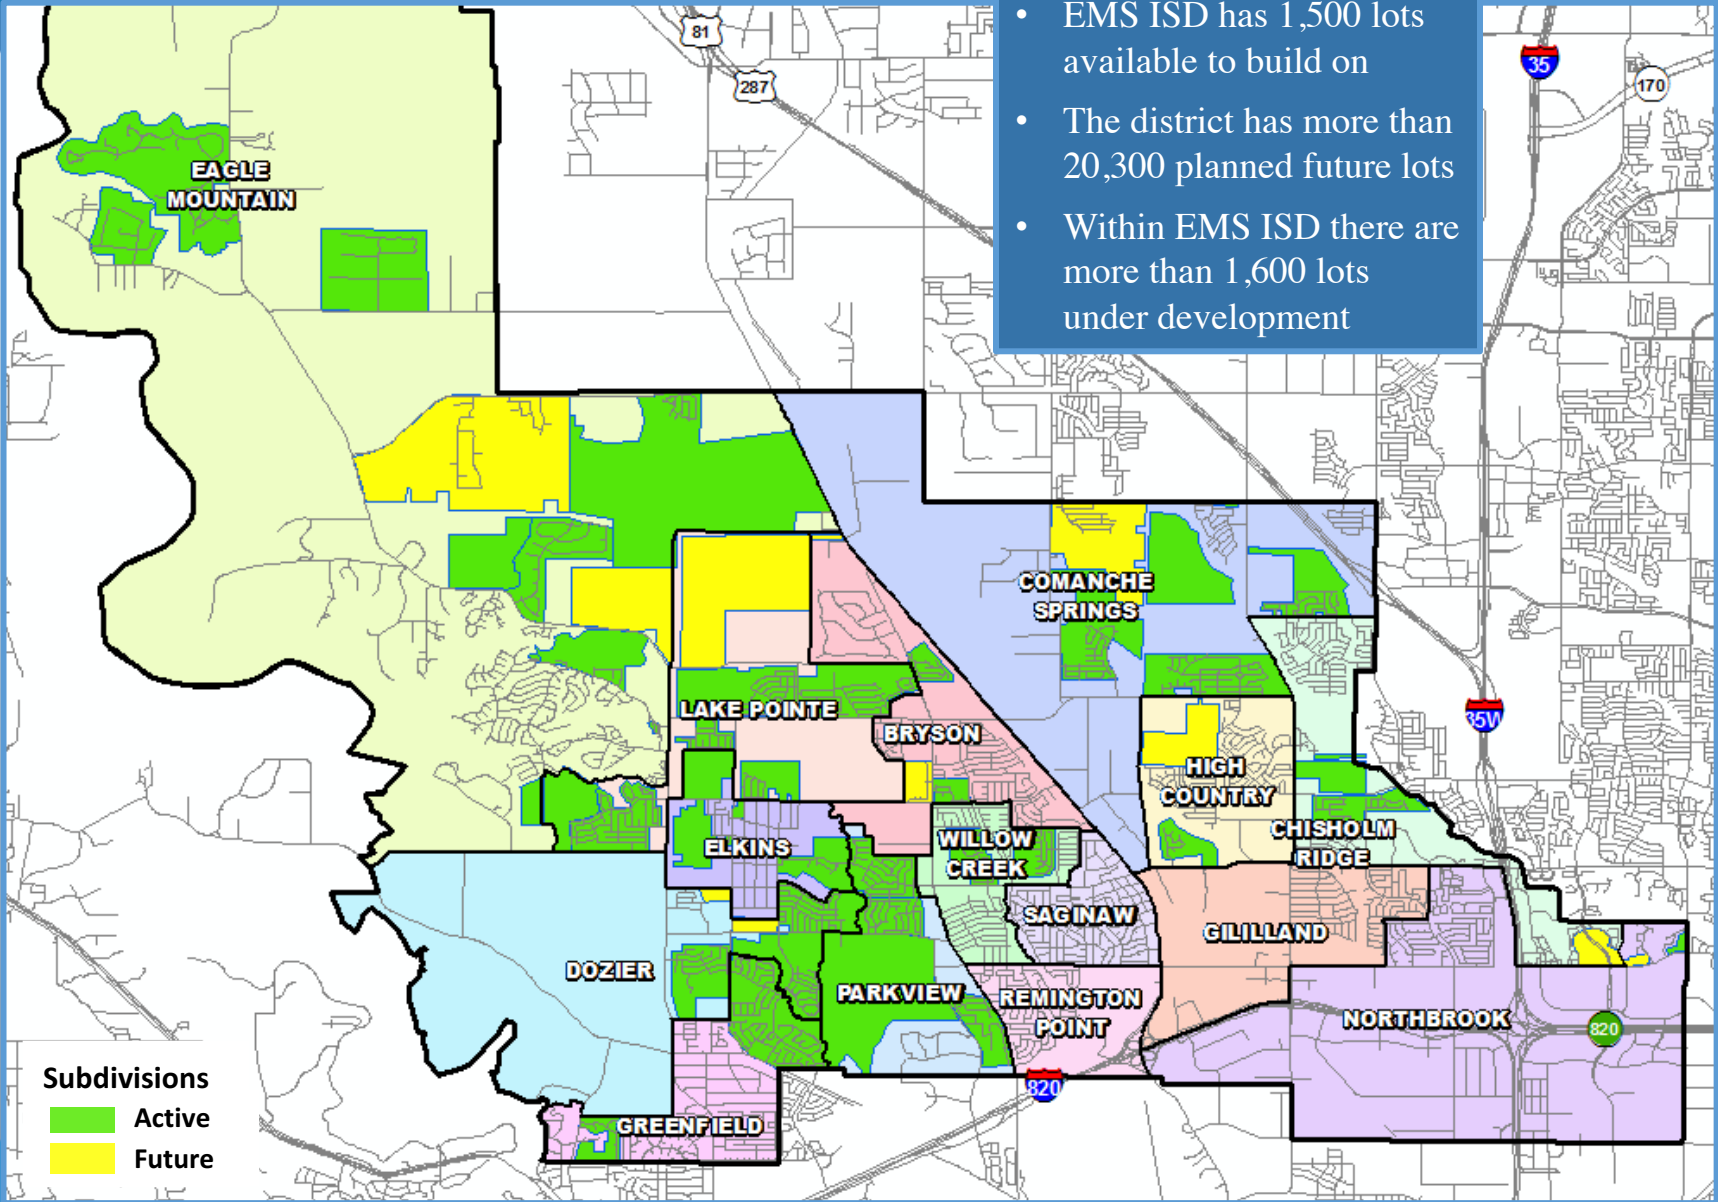 • EMS ISD has 1,500 lots
available to build on
• The district has more than
20,300 planned future lots
• Within EMS ISD there are
more than 1,600 lots
under development
81
287
35
170
EAGLE
MOUNTAIN
COMANCHE
SPRINGS
LAKE POINTE
BRYSON
35W
HIGH
COUNTRY
CHISHOLM
RIDGE
ELKINS
WILLOW
CREEK
SAGINAW
GILILLAND
DOZIER
PARKVIEW
REMINGTON
POINT
NORTHBROOK
820
820
GREENFIELD
Subdivisions
Active
Future